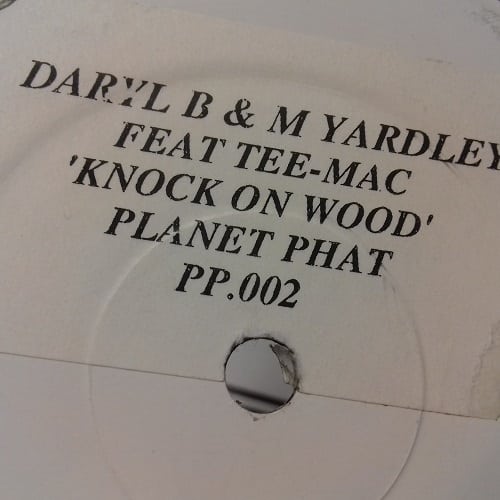 DARYL B & M YARDLEY
FEAT TEE-MAC
'KNOCK ON WOOD'
PLANET PHAT
PP.002